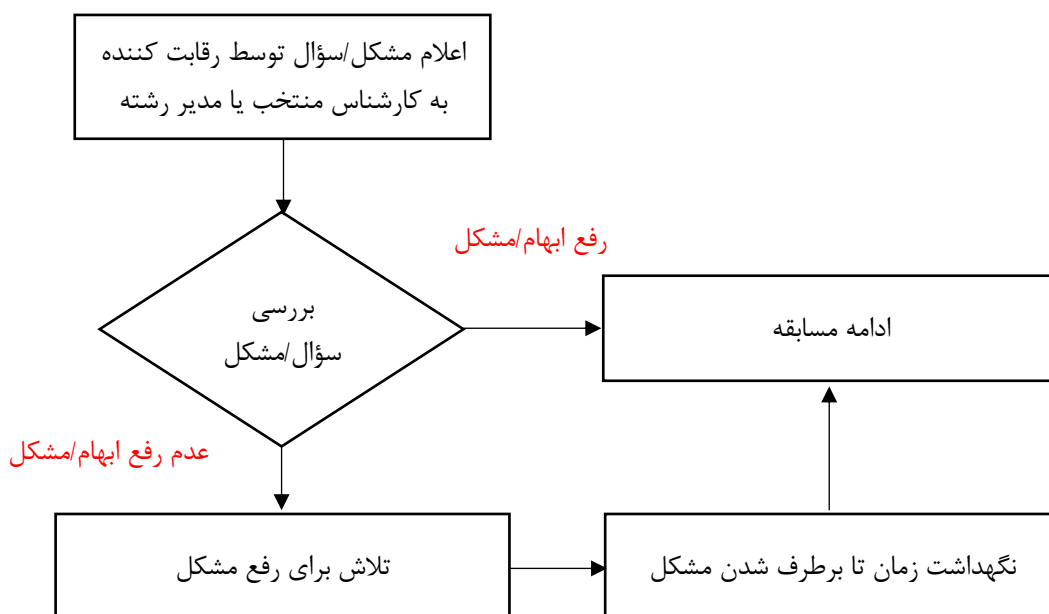 اعلام مشکل/سؤال توسط رقابت کننده
به کارشناس منتخب یا مدیر رشته
رفع ابهام/مشکل
بررسی
سؤال/مشکل
ادامه مسابقه
عدم رفع ابهام/مشکل
تلاش برای رفع مشکل
نگهداشت زمان تا برطرف شدن مشکل